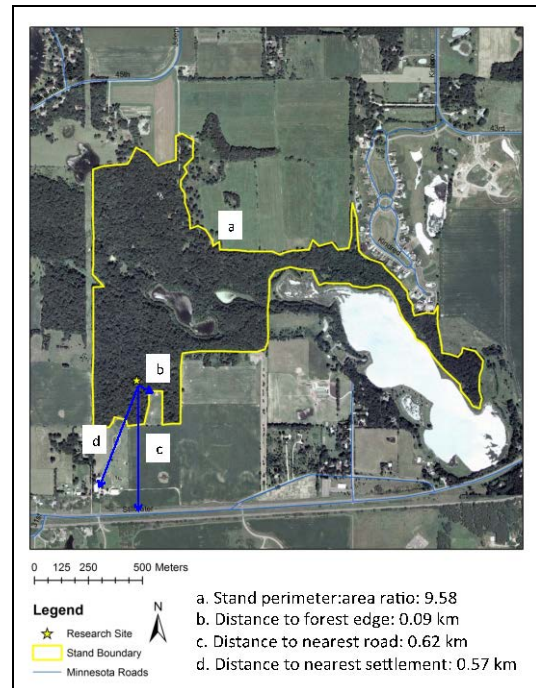 45th
43rd
a
b
d
c
0 125 250 500 Meters
Legend
N
Research Site
Stand Boundary
Minnesota Roads
a. Stand perimeter:area ratio: 9.58
b. Distance to forest edge: 0.09 km
c. Distance to nearest road: 0.62 km
d. Distance to nearest settlement: 0.57 km